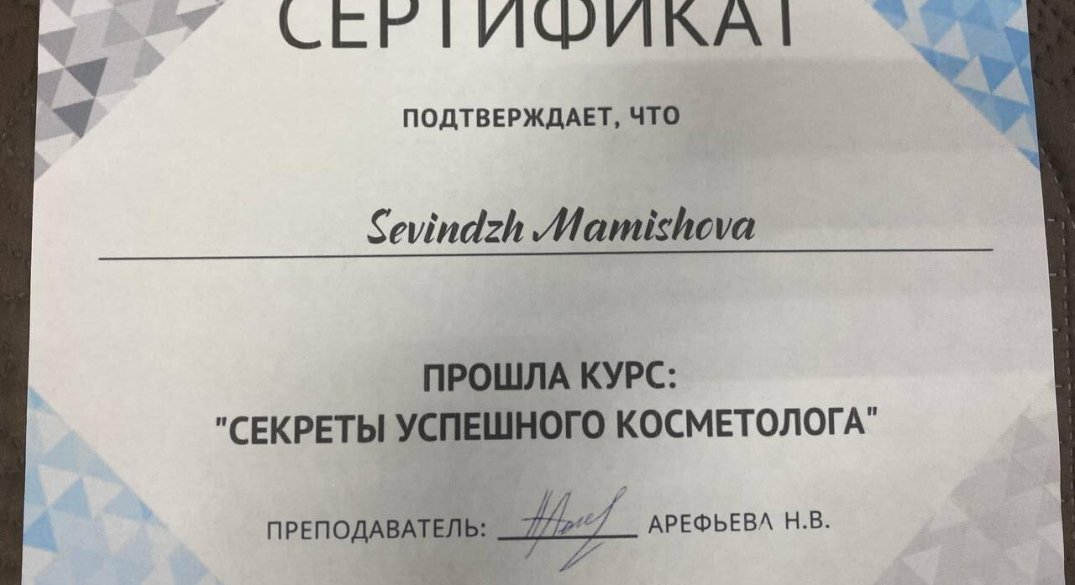 СЕРТИФИКАТ
ПОДТВЕРЖДАЕТ, ЧТО
Sevindzh Mamishova
ПРОШЛА КУРС:
"СЕКРЕТЫ УСПЕШНОГО КОСМЕТОЛОГА"
ПРЕПОДАВАТЕЛЬ: АРЕФЬЕВА Н.В.